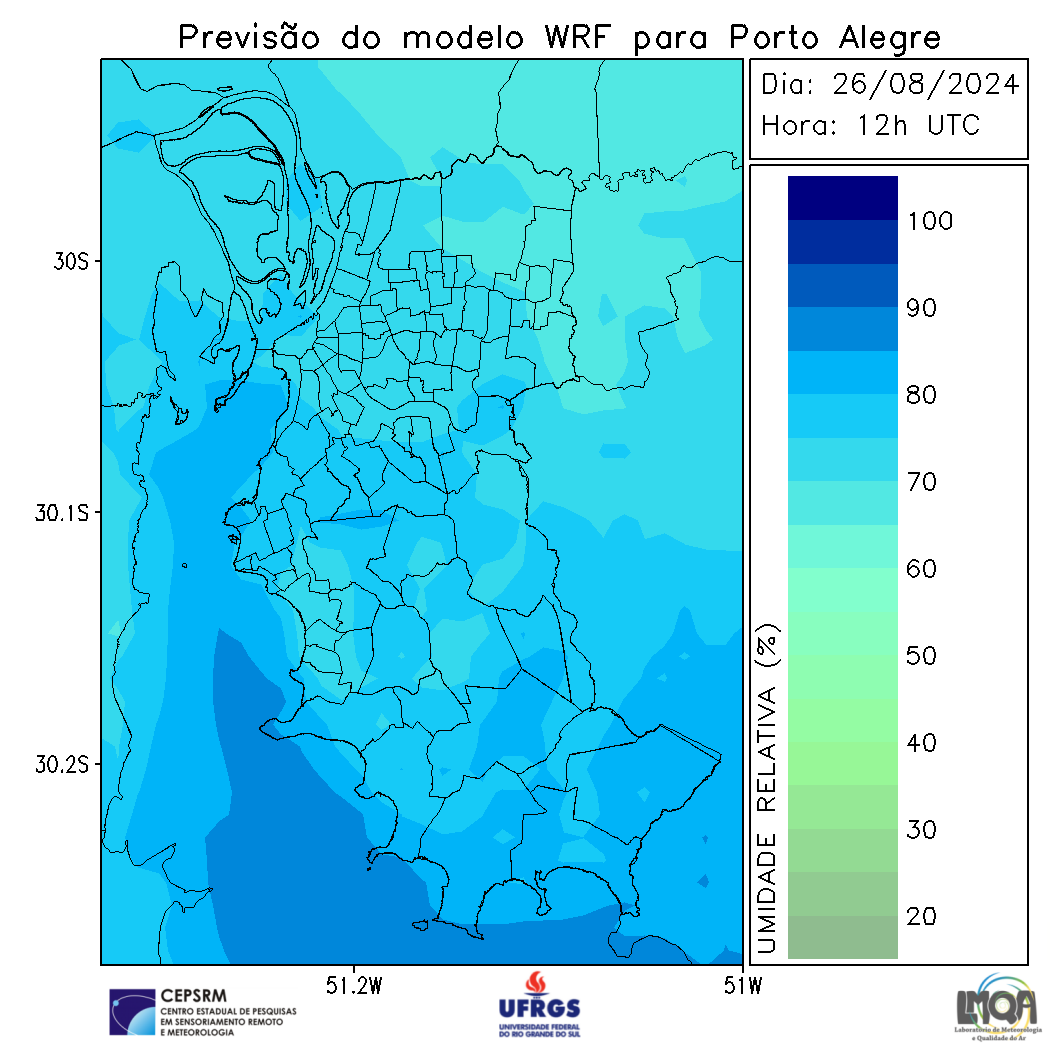 Previsão do modelo WRF para Porto Alegre
Dia: 26/08/2024
Hora: 12h UTC
30S
30.1S
30.2S
51.2W
51W
100
90
80
70
60
50
40
30
20
UMIDADE RELATIVA (%)
CEPSRM
CENTRO ESTADUAL DE PESQUISAS
EM SENSORIAMENTO REMOTO
E METEOROLOGIA
UFRGS
UNIVERSIDADE FEDERAL
DO RIO GRANDE DO SUL
LMQA
Laboratório de Meteorologia
e Qualidade do Ar